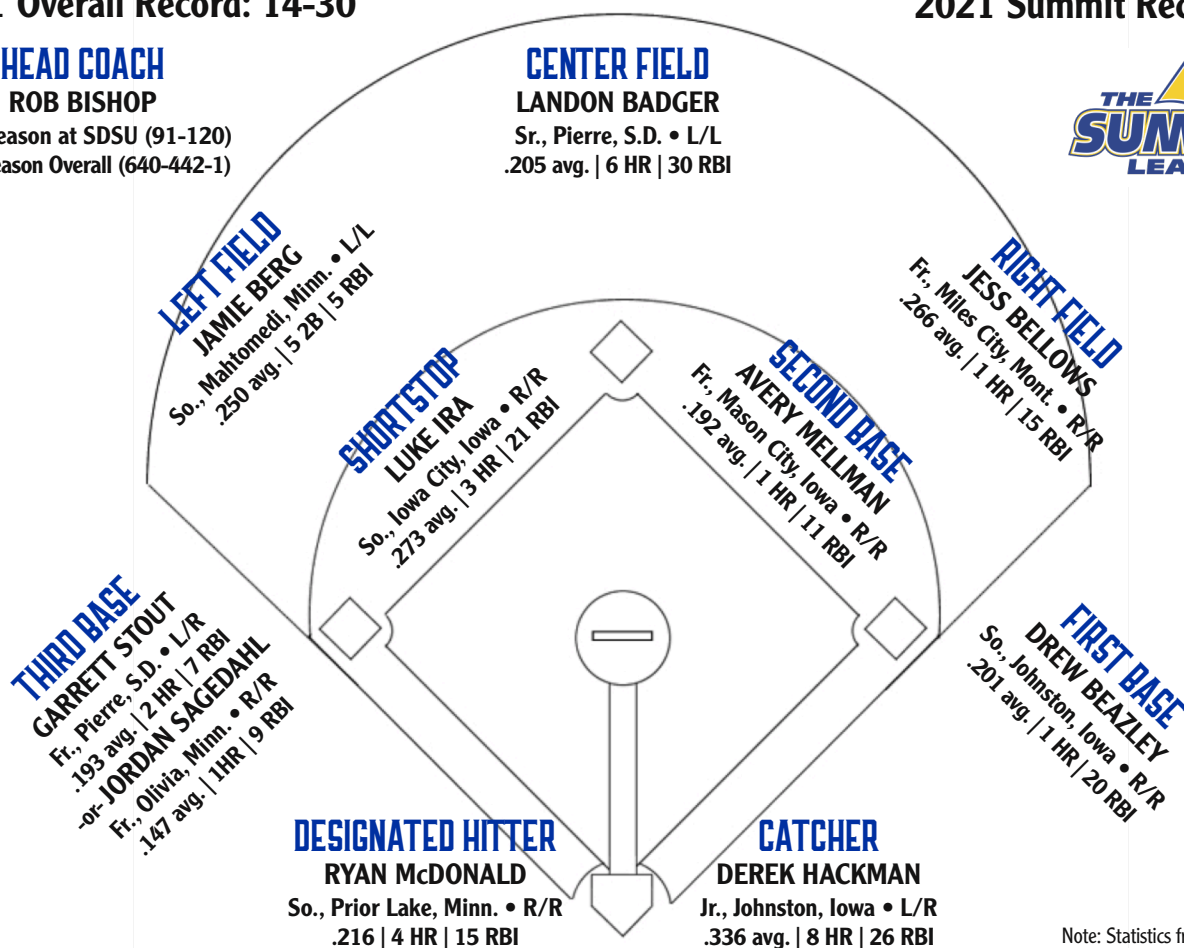 Overall Record: 14-30
2021 Summit
HEAD COACH
ROB BISHOP
at SDSU (91-120)
Overall (640-442-1)
THE
CENTER FIELD
LANDON BADGER
Sr., Pierre, S.D. • L/L
.205 avg. | 6 HR | 30 RBI
LEFT FIELD
JAMIE BERG
So., Mahtomedi, Minn. • L/L
.250 avg. | 5 2B | 5 RBI
RIGHT FIELD
JESS BELLOWS
Fr., Miles City, Mont. • R/R
.266 avg. | 1 HR | 15 RBI
SHORTSTOP
LUKE IRA
So., Iowa City, Iowa • R/R
.273 avg. | 3 HR | 21 RBI
SECOND BASE
AVERY MELLMAN
Fr., Mason City, Iowa • R/R
.192 avg. | 1 HR | 11 RBI
THIRD BASE
GARRETT STOUT
Fr., Pierre, S.D. • L/R
.193 avg. | 2 HR | 7 RBI
-or- JORDAN SAGEDAHL
Fr., Olivia, Minn. • R/R
.147 avg. | 1HR | 9 RBI
FIRST BASE
DREW BEAZLEY
So., Johnston, Iowa • R/R
.201 avg. | 1 HR | 20 RBI
DESIGNATED HITTER
RYAN McDONALD
So., Prior Lake, Minn. • R/R
.216 | 4 HR | 15 RBI
CATCHER
DEREK HACKMAN
Jr., Johnston, Iowa • L/R
.336 avg. | 8 HR | 26 RBI
Note: Statistics